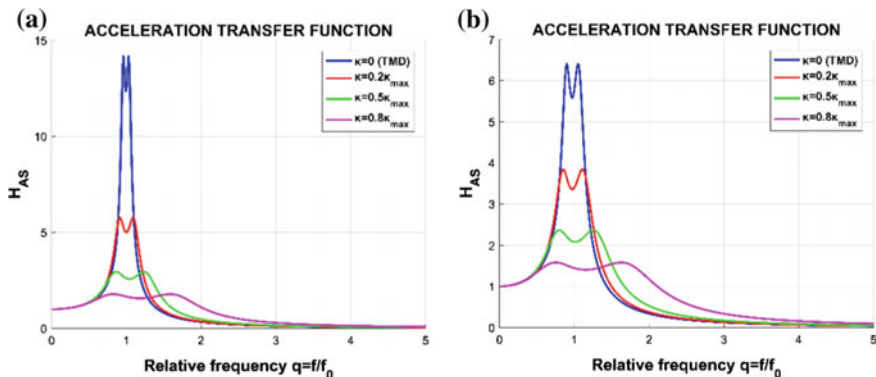 (a)
ACCELERATION TRANSFER FUNCTION
15
10
5
0
H_AS
κ=0 (TMD)
κ=0.2κ_max
κ=0.5κ_max
κ=0.8κ_max
0 1 2 3 4 5
Relative frequency q=f/f_0
(b)
ACCELERATION TRANSFER FUNCTION
7
6
5
4
3
2
1
0
H_AS
κ=0 (TMD)
κ=0.2κ_max
κ=0.5κ_max
κ=0.8κ_max
0 1 2 3 4 5
Relative frequency q=f/f_0